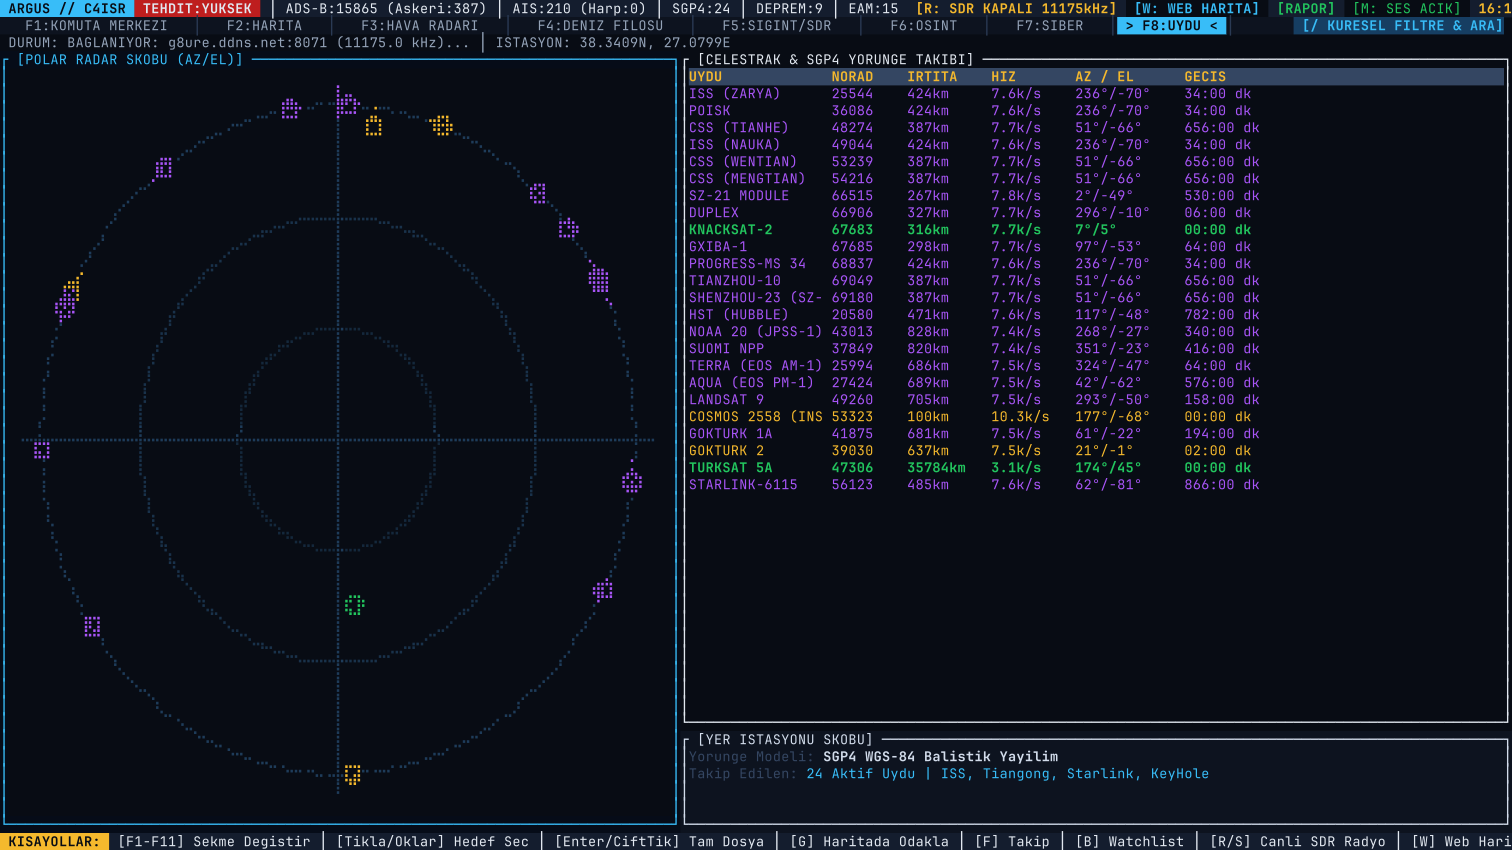 ARGUS // C4ISR TEHDIT:YUKSEK | ADS-B:15865 (Askeri:387) | AIS:210 (Harp:0) | SGP4:24 | DEPREM:9 | EAM:15 [R: SDR KAPALI 11175kHz] [W: WEB HARITA] [RAPOR] [M: SES ACIK] 16:1
F1:KOMUTA MERKEZI F2:HARITA F3:HAVA RADARI F4:DENIZ FILOSU F5:SIGINT/SDR F6:OSINT F7:SIBER > F8:UYDU < [/ KURESEL FILTRE & ARA]
DURUM: BAGLANIYOR: g8ure.ddns.net:8071 (11175.0 kHz)... | ISTASYON: 38.3409N, 27.0799E
[POLAR RADAR SKOBU (AZ/EL)]
[CELESTRAK & SGP4 YORUNGE TAKIBI]
UYDU NORAD IRTITA HIZ AZ / EL GECIS
ISS (ZARYA) 25544 424km 7.6k/s 236°/-70° 34:00 dk
POISK 36086 424km 7.6k/s 236°/-70° 34:00 dk
CSS (TIANHE) 48274 387km 7.7k/s 51°/-66° 656:00 dk
ISS (NAUKA) 49044 424km 7.6k/s 236°/-70° 34:00 dk
CSS (WENTIAN) 53239 387km 7.7k/s 51°/-66° 656:00 dk
CSS (MENGTIAN) 54216 387km 7.7k/s 51°/-66° 656:00 dk
SZ-21 MODULE 66515 267km 7.8k/s 2°/-49° 530:00 dk
DUPLEX 66906 327km 7.7k/s 296°/-10° 06:00 dk
KNACKSAT-2 67683 316km 7.7k/s 7°/5° 00:00 dk
GXIBA-1 67685 298km 7.7k/s 97°/-53° 64:00 dk
PROGRESS-MS 34 68837 424km 7.6k/s 236°/-70° 34:00 dk
TIANZHOU-10 69049 387km 7.7k/s 51°/-66° 656:00 dk
SHENZHOU-23 (SZ- 69180 387km 7.7k/s 51°/-66° 656:00 dk
HST (HUBBLE) 20580 471km 7.6k/s 117°/-48° 782:00 dk
NOAA 20 (JPSS-1) 43013 828km 7.4k/s 268°/-27° 340:00 dk
SUOMI NPP 37849 820km 7.4k/s 351°/-23° 416:00 dk
TERRA (EOS AM-1) 25994 686km 7.5k/s 324°/-47° 64:00 dk
AQUA (EOS PM-1) 27424 689km 7.5k/s 42°/-62° 576:00 dk
LANDSAT 9 49260 705km 7.5k/s 293°/-50° 158:00 dk
COSMOS 2558 (INS 53323 100km 10.3k/s 177°/-68° 00:00 dk
GOKTURK 1A 41875 681km 7.5k/s 61°/-22° 194:00 dk
GOKTURK 2 39030 637km 7.5k/s 21°/-1° 02:00 dk
TURKSAT 5A 47306 35784km 3.1k/s 174°/45° 00:00 dk
STARLINK-6115 56123 485km 7.6k/s 62°/-81° 866:00 dk
[YER ISTASYONU SKOBU]
Yorunge Modeli: SGP4 WGS-84 Balistik Yayilim
Takip Edilen: 24 Aktif Uydu | ISS, Tiangong, Starlink, KeyHole
KISAYOLLAR: [F1-F11] Sekme Degistir | [Tikla/Oklar] Hedef Sec | [Enter/CiftTik] Tam Dosya | [G] Haritada Odakla | [F] Takip | [B] Watchlist | [R/S] Canli SDR Radyo | [W] Web Hari